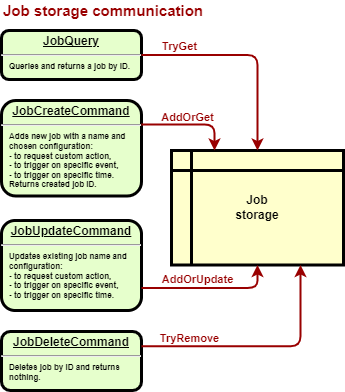 Job storage communication
JobQuery
TryGet
Queries and returns a job by ID.
JobCreateCommand
AddOrGet
Adds new job with a name and
chosen configuration:
- to request custom action,
- to trigger on specific event,
- to trigger on specific time.
Returns created job ID.
Job
storage
JobUpdateCommand
Updates existing job name and
configuration:
- to request custom action,
- to trigger on specific event,
- to trigger on specific time.
AddOrUpdate
JobDeleteCommand
TryRemove
Deletes job by ID and returns
nothing.